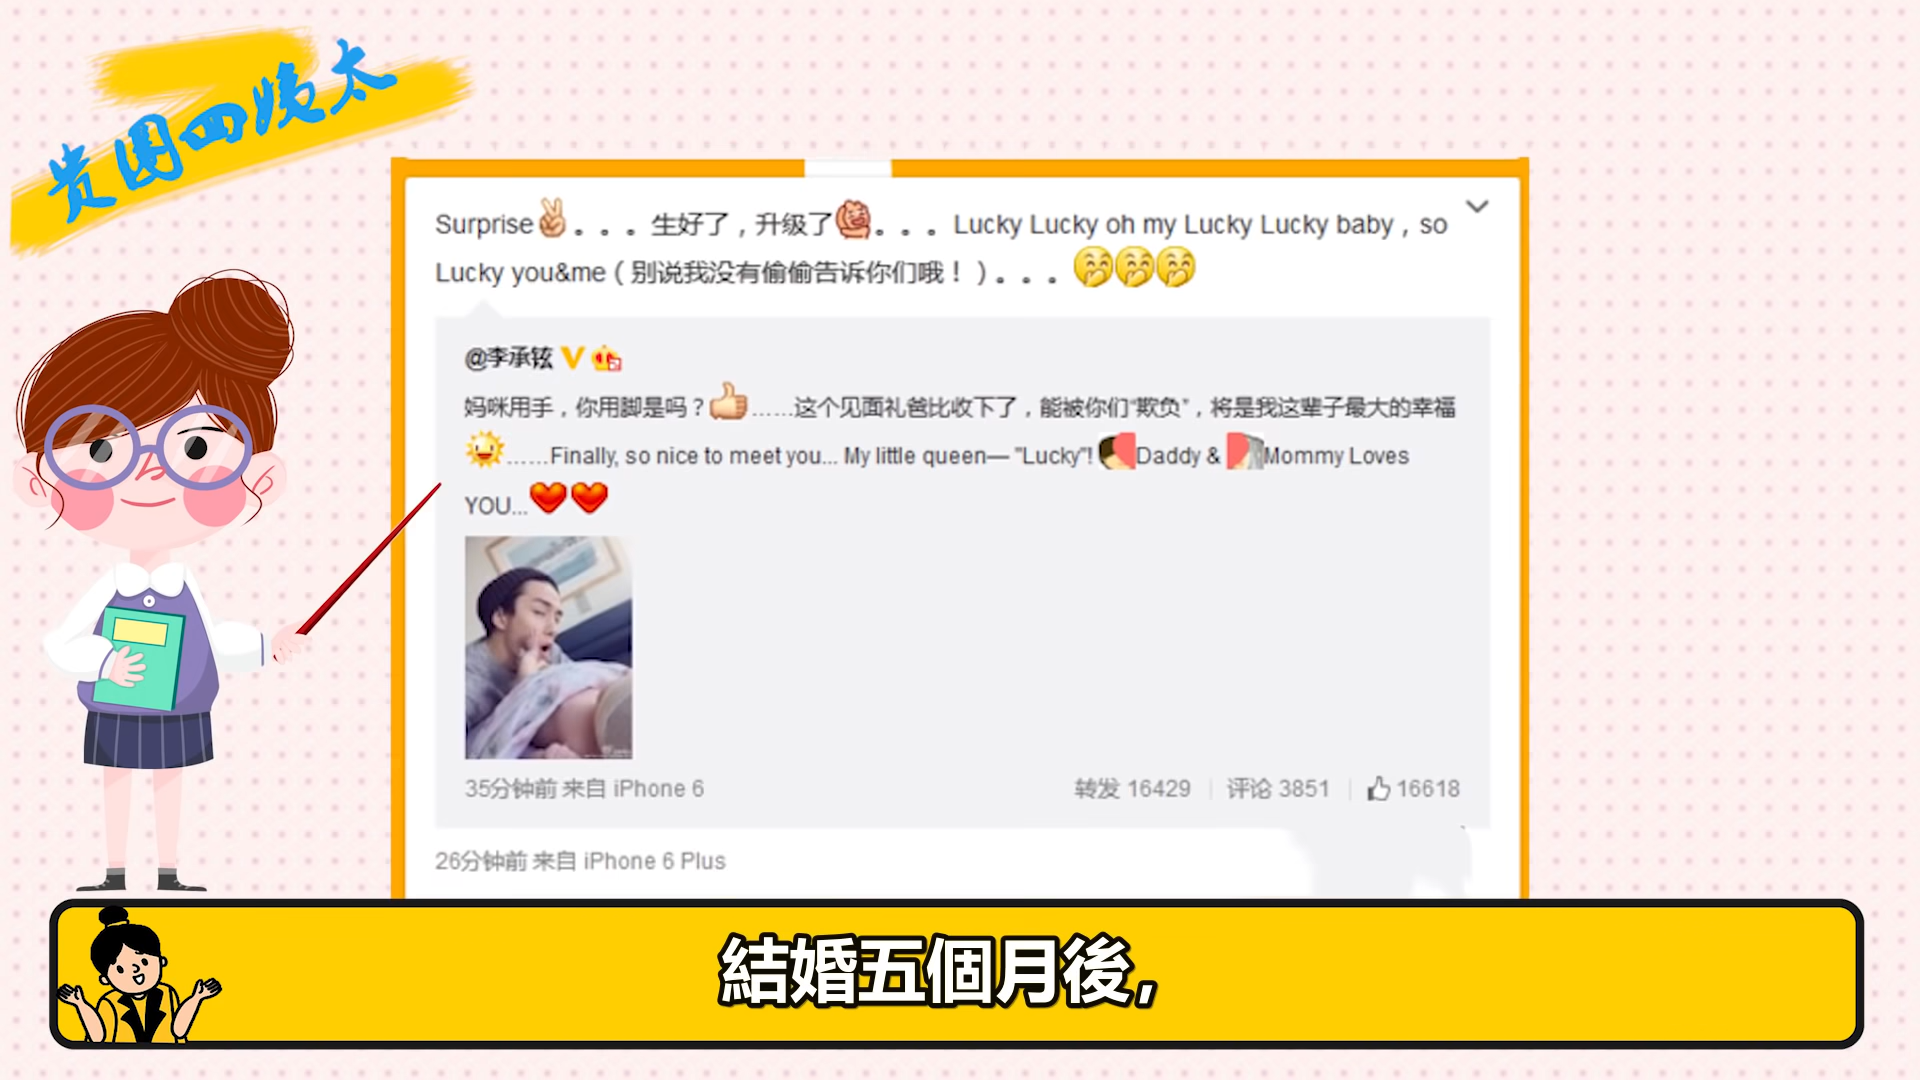 贵圈四姨太
Surprise✌。。。生好了，升级了🙆。。。Lucky Lucky oh my Lucky Lucky baby，so
Lucky you&me（别说我没有偷偷告诉你们哦！）。。。🤭🤭🤭
@李承铉
妈咪用手，你用脚是吗？👍……这个见面礼爸比收下了，能被你们“欺负”，将是我这辈子最大的幸福
🌞……Finally, so nice to meet you... My little queen— "Lucky"! Daddy & Mommy Loves
YOU...❤❤
35分钟前 来自 iPhone 6
转发 16429 | 评论 3851 | 16618
26分钟前 来自 iPhone 6 Plus
結婚五個月後,